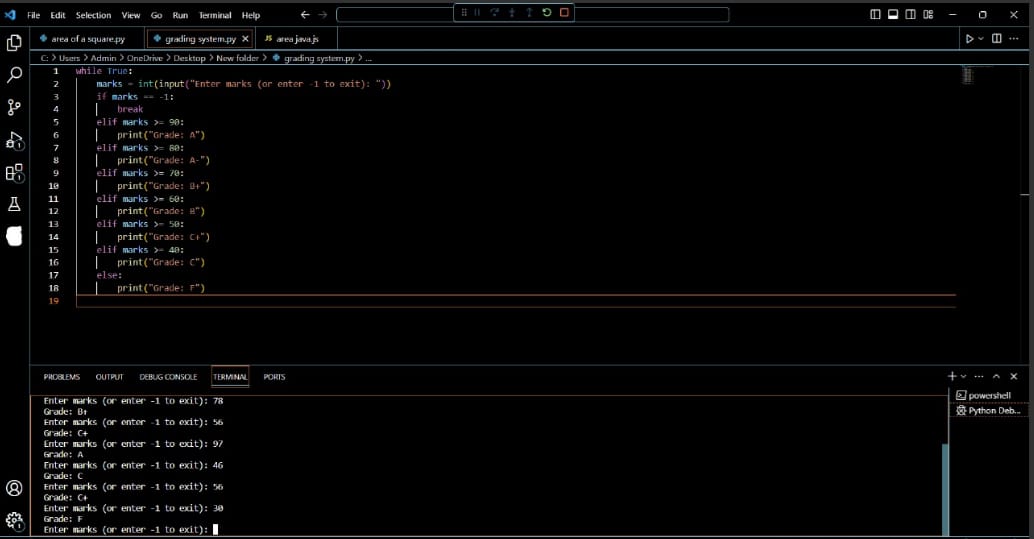 File Edit Selection View Go Run Terminal Help
area of a square.py grading system.py JS area java.js
C: > Users > Admin > OneDrive > Desktop > New folder > grading system.py > ...
1 while True:
2 marks = int(input("Enter marks (or enter -1 to exit): "))
3 if marks == -1:
4 break
5 elif marks >= 90:
6 print("Grade: A")
7 elif marks >= 80:
8 print("Grade: A-")
9 elif marks >= 70:
10 print("Grade: B+")
11 elif marks >= 60:
12 print("Grade: B")
13 elif marks >= 50:
14 print("Grade: C+")
15 elif marks >= 40:
16 print("Grade: C")
17 else:
18 print("Grade: F")
19
PROBLEMS OUTPUT DEBUG CONSOLE TERMINAL PORTS
Enter marks (or enter -1 to exit): 78
Grade: B+
Enter marks (or enter -1 to exit): 56
Grade: C+
Enter marks (or enter -1 to exit): 97
Grade: A
Enter marks (or enter -1 to exit): 46
Grade: C
Enter marks (or enter -1 to exit): 56
Grade: C+
Enter marks (or enter -1 to exit): 30
Grade: F
Enter marks (or enter -1 to exit):
powershell
Python Deb...
1
1
1